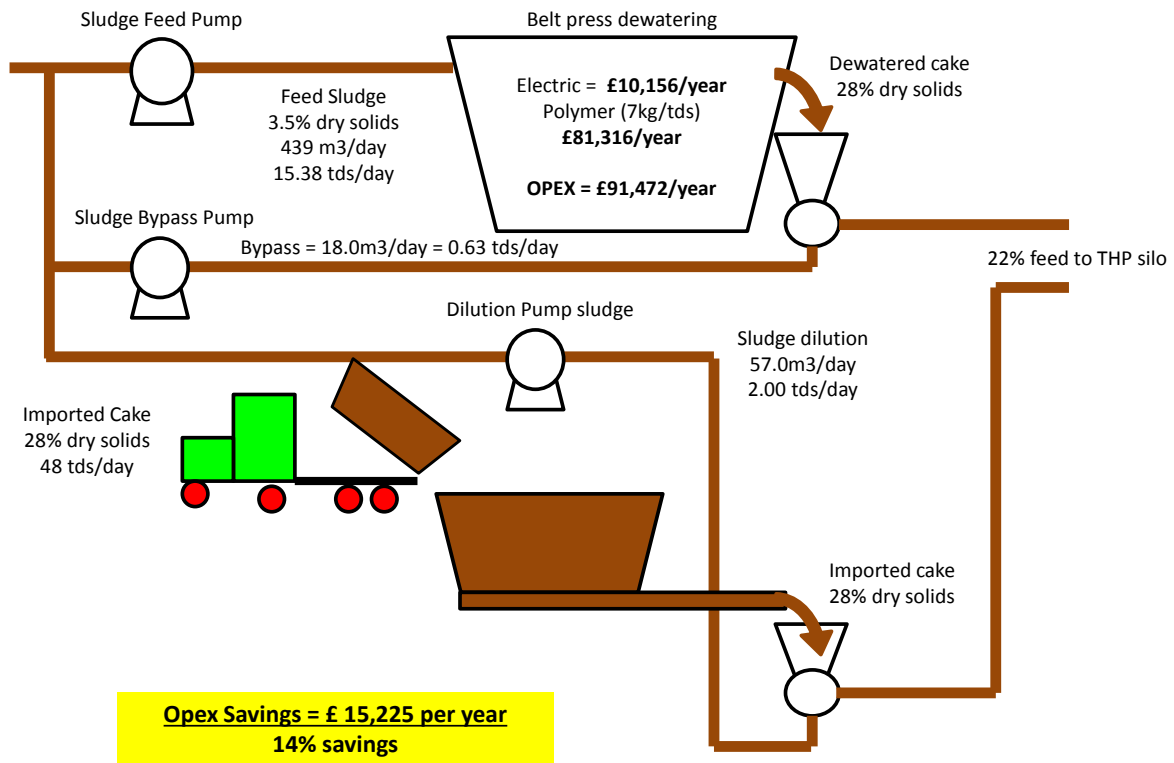 Sludge Feed Pump
Belt press dewatering
Electric = £10,156/year
Polymer (7kg/tds)
£81,316/year
OPEX = £91,472/year
Dewatered cake
28% dry solids
Feed Sludge
3.5% dry solids
439 m3/day
15.38 tds/day
Sludge Bypass Pump
Bypass = 18.0m3/day = 0.63 tds/day
22% feed to THP silo
Dilution Pump sludge
Sludge dilution
57.0m3/day
2.00 tds/day
Imported Cake
28% dry solids
48 tds/day
Imported cake
28% dry solids
Opex Savings = £ 15,225 per year
14% savings